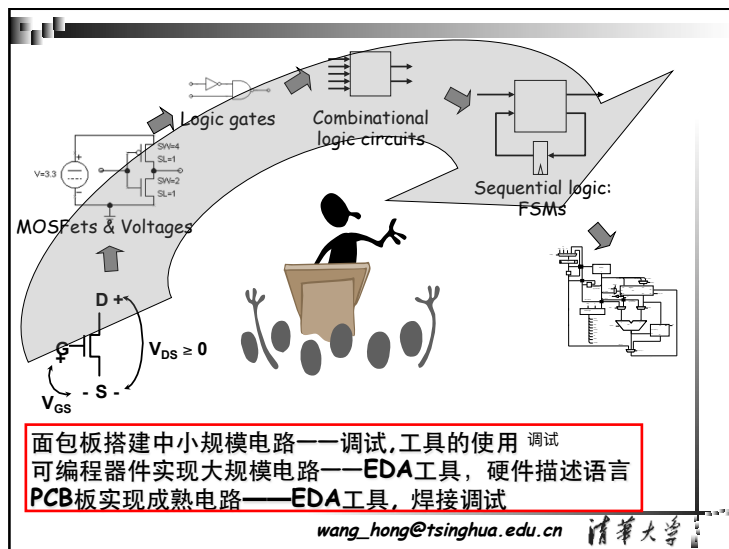 Logic gates
Combinational
logic circuits
SW=4
SL=1
V=3.3
SW=2
SL=1
Sequential logic:
FSMs
MOSFets & Voltages
D +
G
+
V_DS ≥ 0
- S -
V_GS
面包板搭建中小规模电路——调试,工具的使用 调试
可编程器件实现大规模电路——EDA工具，硬件描述语言
PCB板实现成熟电路——EDA工具, 焊接调试
wang_hong@tsinghua.edu.cn 清华大学